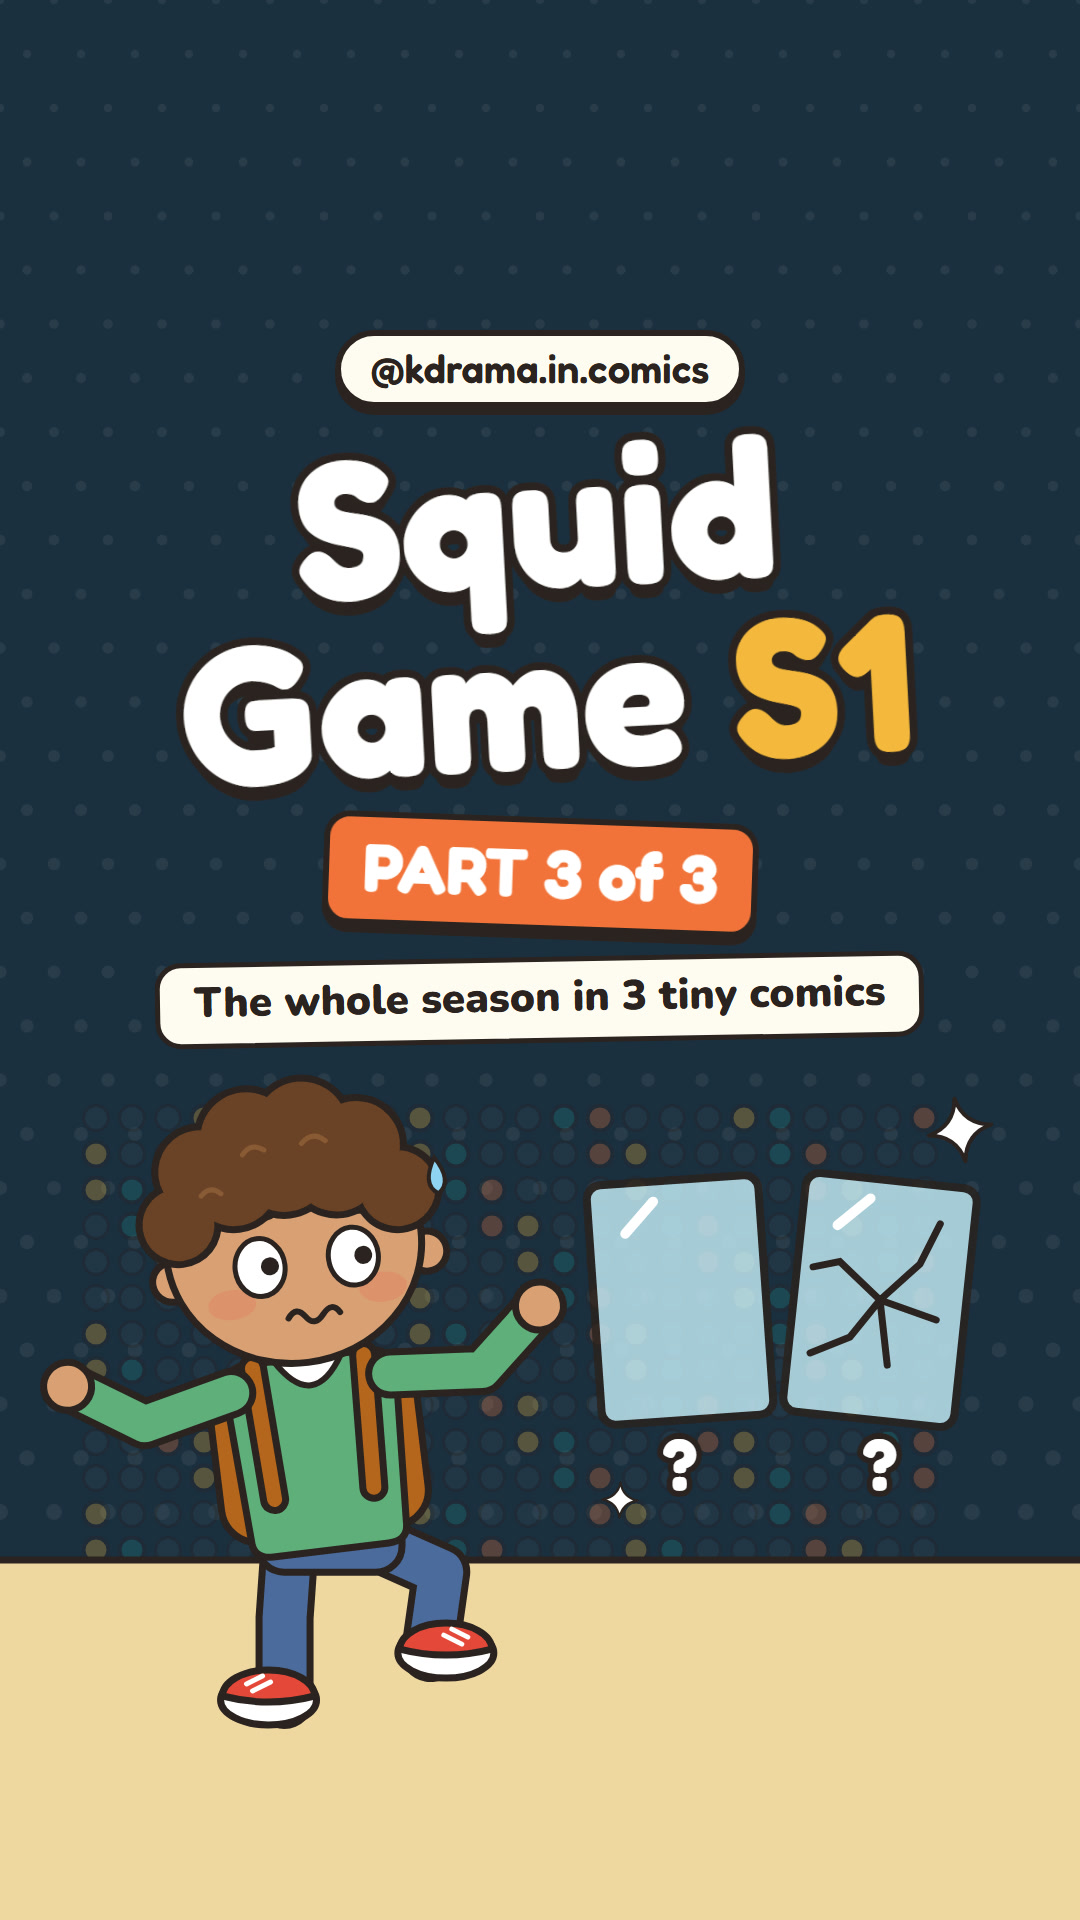 @kdrama.in.comics
Squid
Game S1
PART 3 of 3
The whole season in 3 tiny comics
? ?